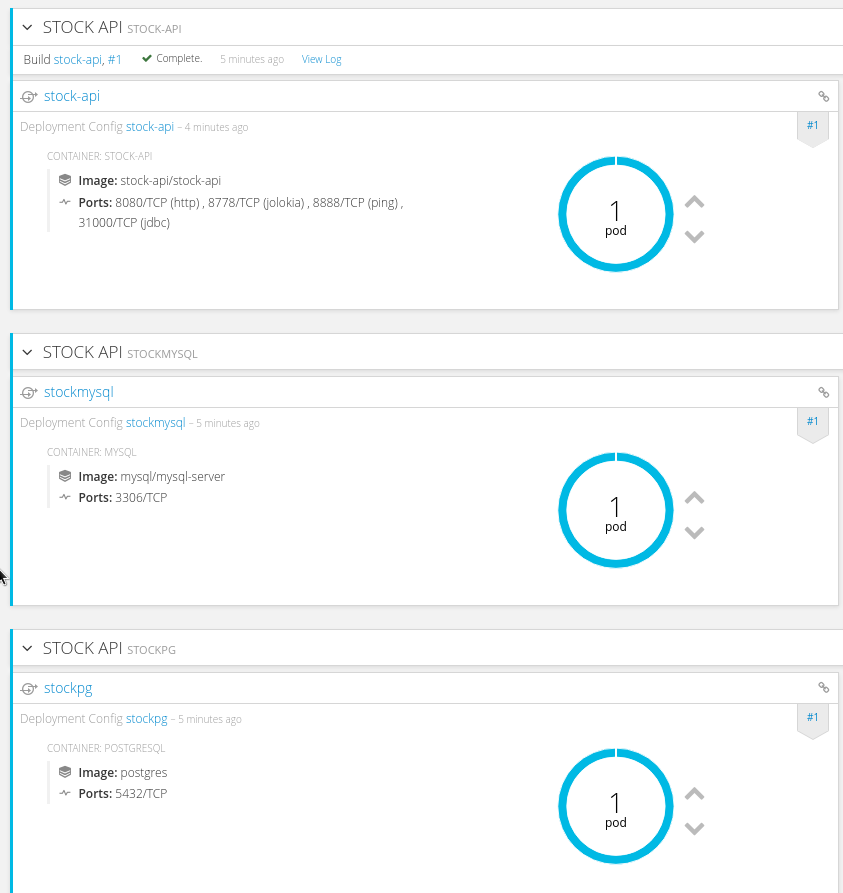 STOCK API STOCK-API
Build stock-api, #1 Complete. 5 minutes ago View Log
stock-api
Deployment Config stock-api – 4 minutes ago #1
CONTAINER: STOCK-API
Image: stock-api/stock-api
Ports: 8080/TCP (http) , 8778/TCP (jolokia) , 8888/TCP (ping) ,
31000/TCP (jdbc)
1
pod
STOCK API STOCKMYSQL
stockmysql
Deployment Config stockmysql – 5 minutes ago #1
CONTAINER: MYSQL
Image: mysql/mysql-server
Ports: 3306/TCP
1
pod
STOCK API STOCKPG
stockpg
Deployment Config stockpg – 5 minutes ago #1
CONTAINER: POSTGRESQL
Image: postgres
Ports: 5432/TCP
1
pod